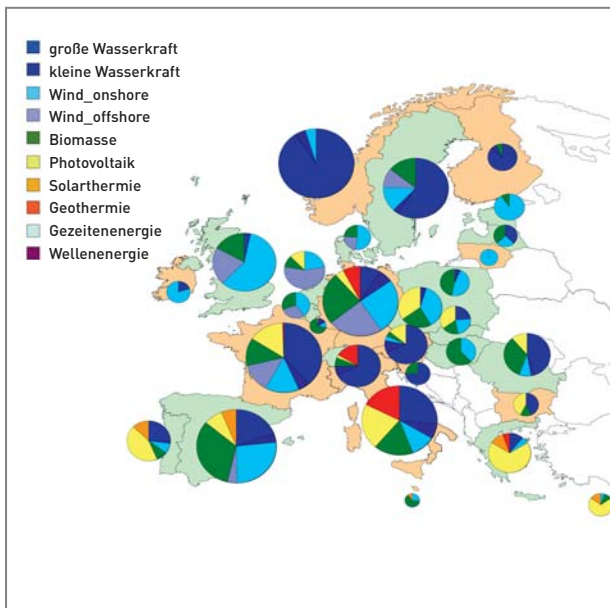 große Wasserkraft
kleine Wasserkraft
Wind_onshore
Wind_offshore
Biomasse
Photovoltaik
Solarthermie
Geothermie
Gezeitenenergie
Wellenenergie